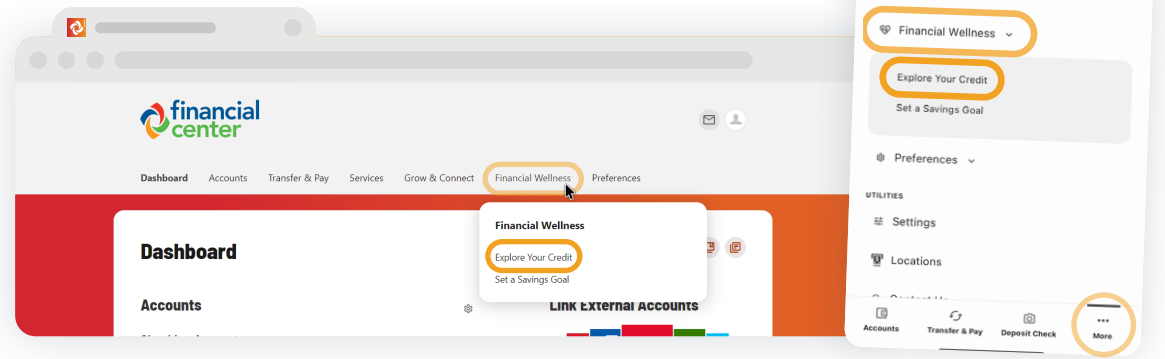 financial
center
Dashboard Accounts Transfer & Pay Services Grow & Connect Financial Wellness Preferences
Financial Wellness
Explore Your Credit
Set a Savings Goal
Dashboard
Accounts
Link External Accounts
Financial Wellness
Explore Your Credit
Set a Savings Goal
Preferences
UTILITIES
Settings
Locations
Contact Us
Accounts Transfer & Pay Deposit Check More